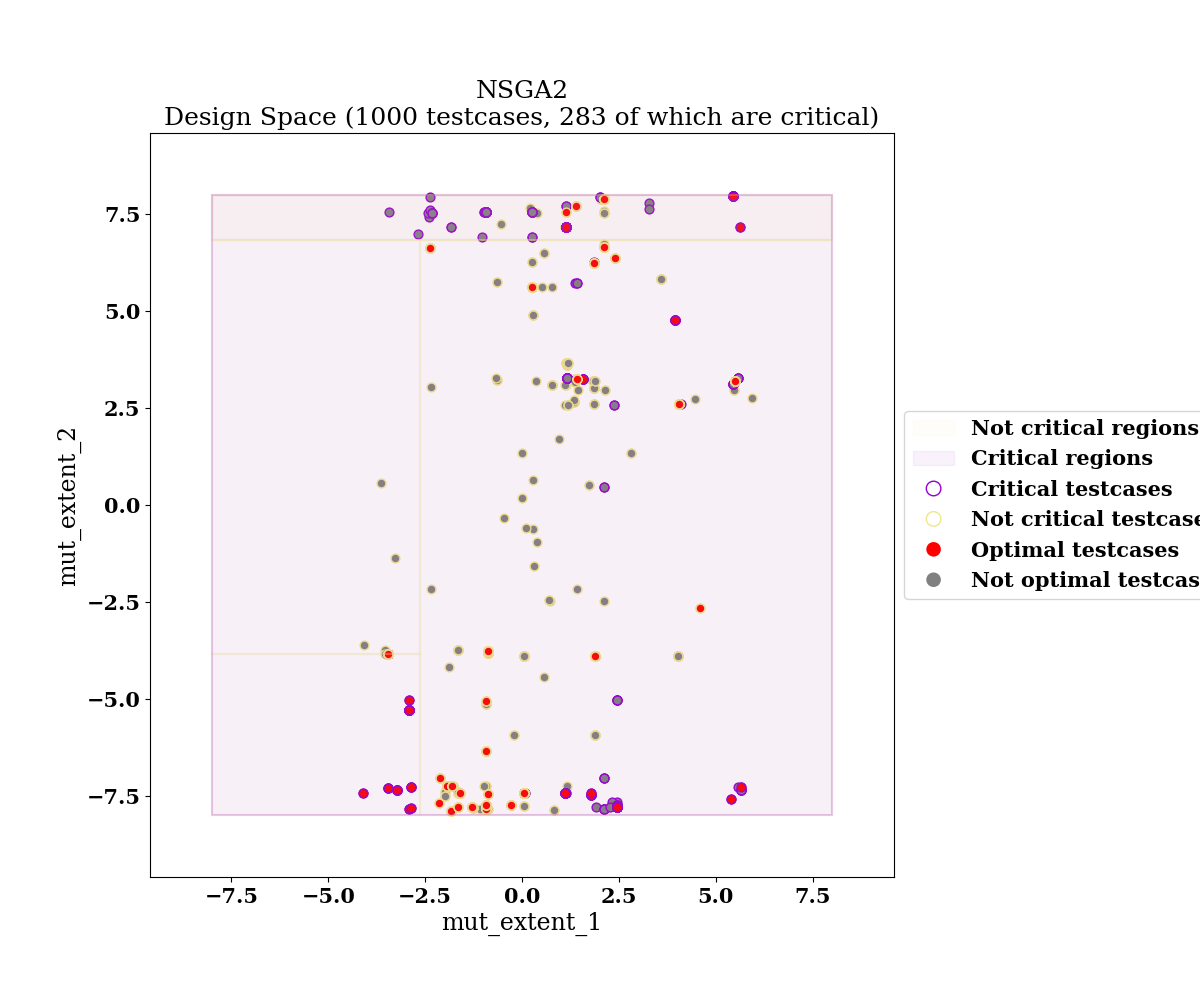 NSGA2
Design Space (1000 testcases, 283 of which are critical)
7.5
5.0
2.5
0.0
−2.5
−5.0
−7.5
mut_extent_2
−7.5 −5.0 −2.5 0.0 2.5 5.0 7.5
mut_extent_1
Not critical regions
Critical regions
Critical testcases
Not critical testcase
Optimal testcases
Not optimal testcas